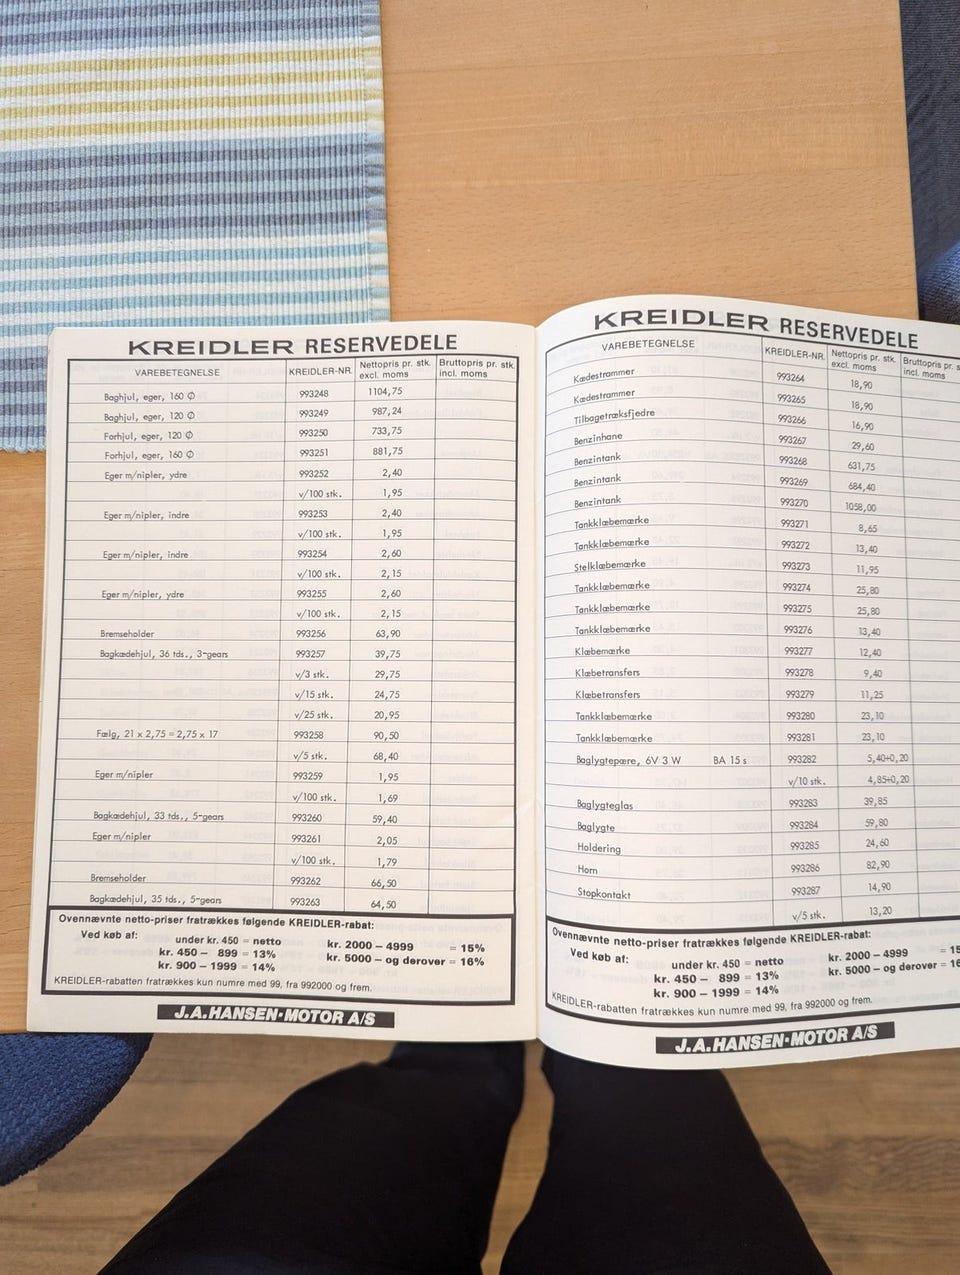 KREIDLER RESERVEDELE
VAREBETEGNELSE KREIDLER-NR. Nettopris pr. stk. excl. moms Bruttopris pr. stk. incl. moms
Baghjul, eger, 160 ∅ 993248 1104,75
Baghjul, eger, 120 ∅ 993249 987,24
Forhjul, eger, 120 ∅ 993250 733,75
Forhjul, eger, 160 ∅ 993251 881,75
Eger m/nipler, ydre 993252 2,40
v/100 stk. 1,95
Eger m/nipler, indre 993253 2,40
v/100 stk. 1,95
Eger m/nipler, indre 993254 2,60
v/100 stk. 2,15
Eger m/nipler, ydre 993255 2,60
v/100 stk. 2,15
Bremseholder 993256 63,90
Bagkædehjul, 36 tds., 3-gears 993257 39,75
v/3 stk. 29,75
v/15 stk. 24,75
v/25 stk. 20,95
Fælg, 21 x 2,75 = 2,75 x 17 993258 90,50
v/5 stk. 68,40
Eger m/nipler 993259 1,95
v/100 stk. 1,69
Bagkædehjul, 33 tds., 5-gears 993260 59,40
Eger m/nipler 993261 2,05
v/100 stk. 1,79
Bremseholder 993262 66,50
Bagkædehjul, 35 tds., 5-gears 993263 64,50
Ovennævnte netto-priser fratrækkes følgende KREIDLER-rabat:
Ved køb af: under kr. 450 = netto kr. 2000 – 4999 = 15%
kr. 450 – 899 = 13% kr. 5000 – og derover = 16%
kr. 900 – 1999 = 14%
KREIDLER-rabatten fratrækkes kun numre med 99, fra 992000 og frem.
J.A.HANSEN·MOTOR A/S
KREIDLER RESERVEDELE
VAREBETEGNELSE KREIDLER-NR. Nettopris pr. stk. excl. moms Bruttopris pr. s incl. moms
Kædestrammer 993264 18,90
Kædestrammer 993265 18,90
Tilbagetræksfjedre 993266 16,90
Benzinhane 993267 29,60
Benzintank 993268 631,75
Benzintank 993269 684,40
Benzintank 993270 1058,00
Tankklæbemærke 993271 8,65
Tankklæbemærke 993272 13,40
Stelklæbemærke 993273 11,95
Tankklæbemærke 993274 25,80
Tankklæbemærke 993275 25,80
Tankklæbemærke 993276 13,40
Klæbemærke 993277 12,40
Klæbetransfers 993278 9,40
Klæbetransfers 993279 11,25
Tankklæbemærke 993280 23,10
Tankklæbemærke 993281 23,10
Baglygtepære, 6V 3 W BA 15 s 993282 5,40+0,20
v/10 stk. 4,85+0,20
Baglygteglas 993283 39,85
Baglygte 993284 59,80
Holdering 993285 24,60
Horn 993286 82,90
Stopkontakt 993287 14,90
v/5 stk. 13,20
Ovennævnte netto-priser fratrækkes følgende KREIDLER-rabat:
Ved køb af: under kr. 450 = netto kr. 2000 – 4999 = 15
kr. 450 – 899 = 13% kr. 5000 – og derover = 16
kr. 900 – 1999 = 14%
KREIDLER-rabatten fratrækkes kun numre med 99, fra 992000 og frem.
J.A.HANSEN·MOTOR A/S